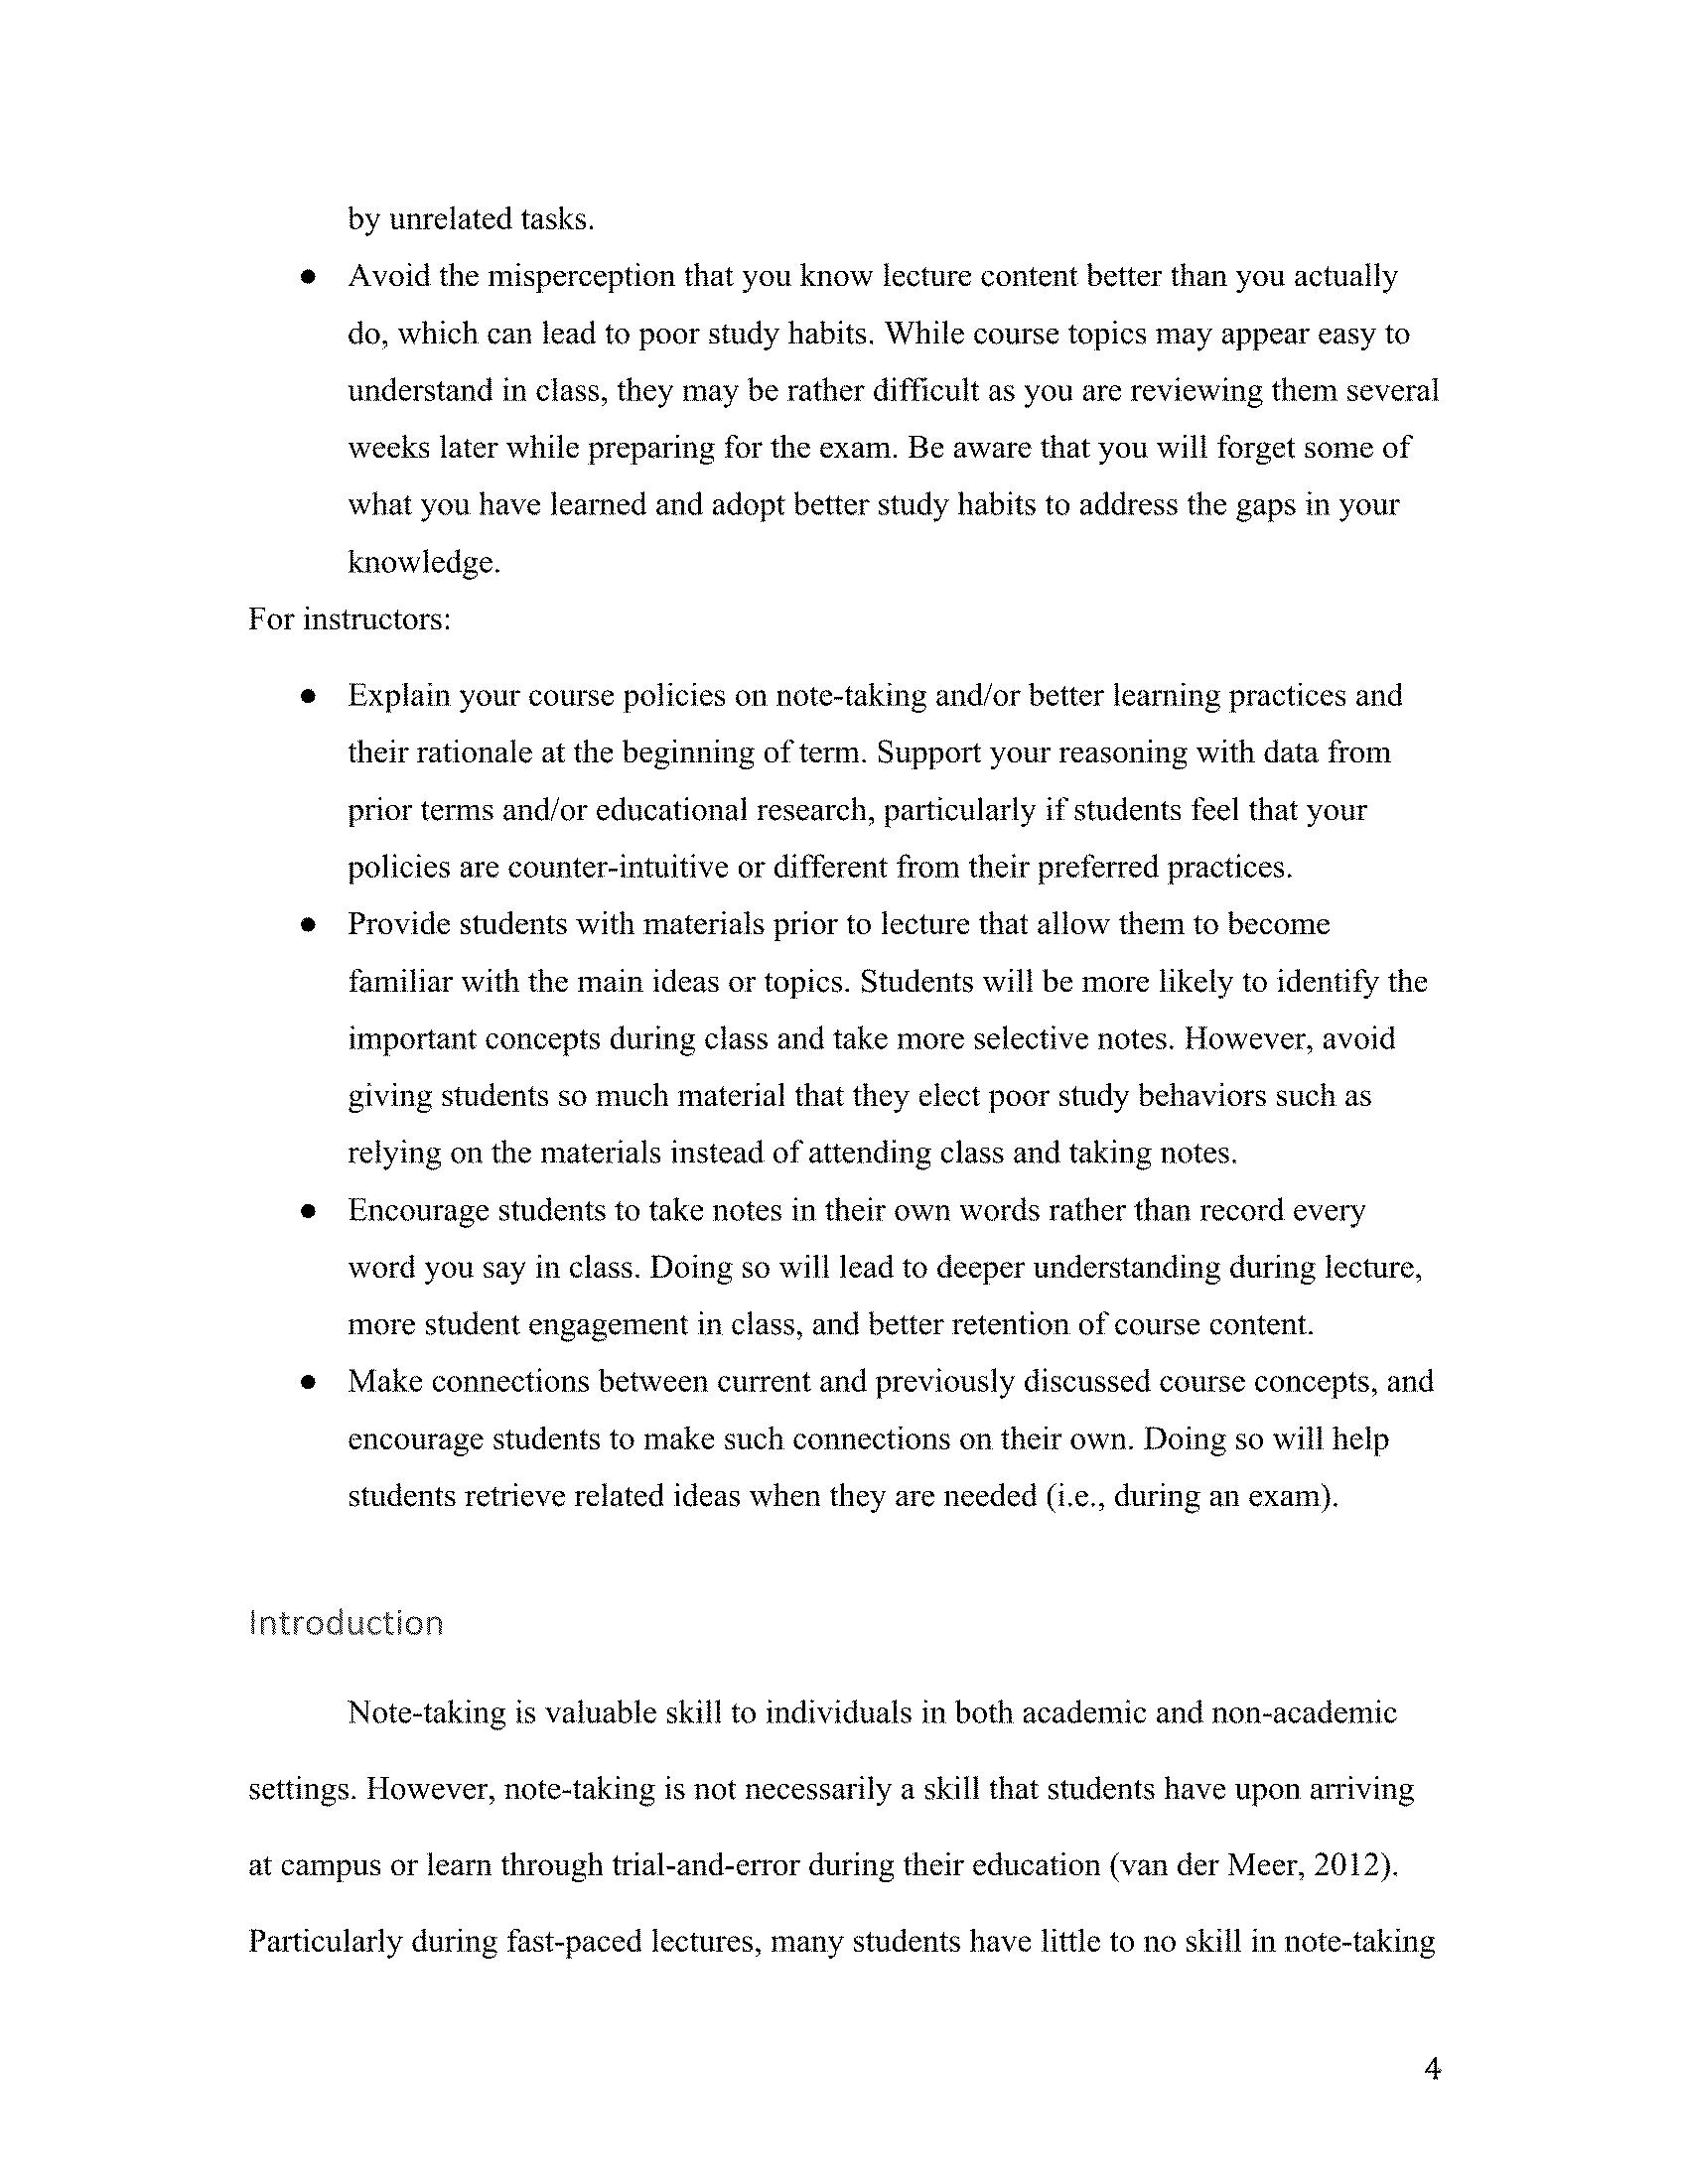 by unrelated tasks.
● Avoid the misperception that you know lecture content better than you actually
do, which can lead to poor study habits. While course topics may appear easy to
understand in class, they may be rather difficult as you are reviewing them several
weeks later while preparing for the exam. Be aware that you will forget some of
what you have learned and adopt better study habits to address the gaps in your
knowledge.
For instructors:
● Explain your course policies on note-taking and/or better learning practices and
their rationale at the beginning of term. Support your reasoning with data from
prior terms and/or educational research, particularly if students feel that your
policies are counter-intuitive or different from their preferred practices.
● Provide students with materials prior to lecture that allow them to become
familiar with the main ideas or topics. Students will be more likely to identify the
important concepts during class and take more selective notes. However, avoid
giving students so much material that they elect poor study behaviors such as
relying on the materials instead of attending class and taking notes.
● Encourage students to take notes in their own words rather than record every
word you say in class. Doing so will lead to deeper understanding during lecture,
more student engagement in class, and better retention of course content.
● Make connections between current and previously discussed course concepts, and
encourage students to make such connections on their own. Doing so will help
students retrieve related ideas when they are needed (i.e., during an exam).
Introduction
Note-taking is valuable skill to individuals in both academic and non-academic
settings. However, note-taking is not necessarily a skill that students have upon arriving
at campus or learn through trial-and-error during their education (van der Meer, 2012).
Particularly during fast-paced lectures, many students have little to no skill in note-taking
4